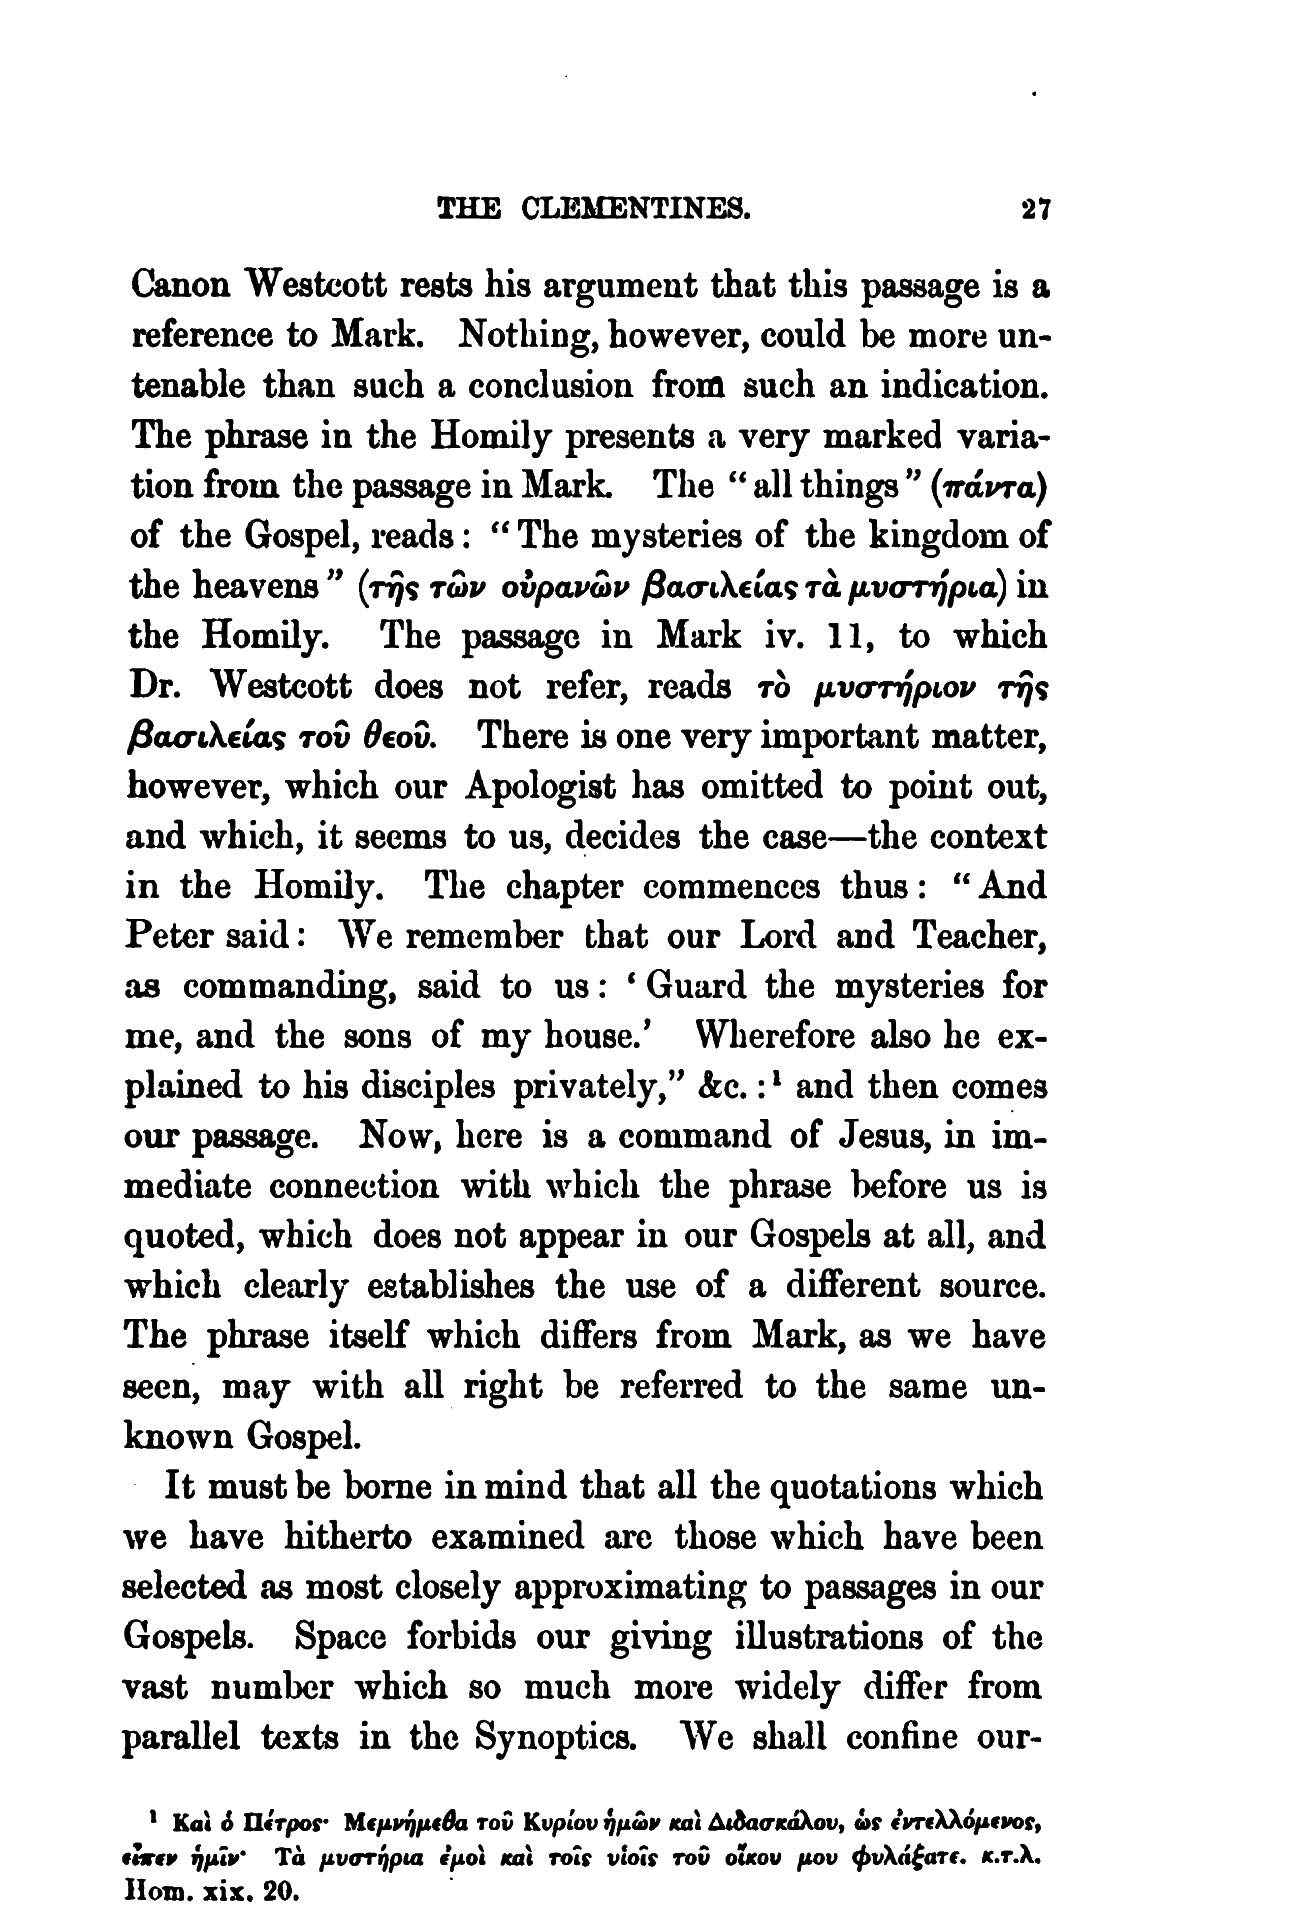 THE CLEMENTINES. 27
Canon Westcott rests his argument that this passage is a
reference to Mark. Nothing, however, could be more un-
tenable than such a conclusion from such an indication.
The phrase in the Homily presents a very marked varia-
tion from the passage in Mark. The “all things” (πάντα)
of the Gospel, reads: “The mysteries of the kingdom of
the heavens” (τῆς τῶν οὐρανῶν βασιλείας τὰ μυστήρια) in
the Homily. The passage in Mark iv. 11, to which
Dr. Westcott does not refer, reads τὸ μυστήριον τῆς
βασιλείας τοῦ θεοῦ. There is one very important matter,
however, which our Apologist has omitted to point out,
and which, it seems to us, decides the case—the context
in the Homily. The chapter commences thus: “And
Peter said: We remember that our Lord and Teacher,
as commanding, said to us: ‘Guard the mysteries for
me, and the sons of my house.’ Wherefore also he ex-
plained to his disciples privately,” &c.:¹ and then comes
our passage. Now, here is a command of Jesus, in im-
mediate connection with which the phrase before us is
quoted, which does not appear in our Gospels at all, and
which clearly establishes the use of a different source.
The phrase itself which differs from Mark, as we have
seen, may with all right be referred to the same un-
known Gospel.
It must be borne in mind that all the quotations which
we have hitherto examined are those which have been
selected as most closely approximating to passages in our
Gospels. Space forbids our giving illustrations of the
vast number which so much more widely differ from
parallel texts in the Synoptics. We shall confine our-
¹ Καὶ ὁ Πέτρος· Μεμνήμεθα τοῦ Κυρίου ἡμῶν καὶ Διδασκάλου, ὡς ἐντελλόμενος,
εἶπεν ἡμῖν· Τὰ μυστήρια ἐμοὶ καὶ τοῖς υἱοῖς τοῦ οἴκου μου φυλάξατε. κ.τ.λ.
Hom. xix. 20.